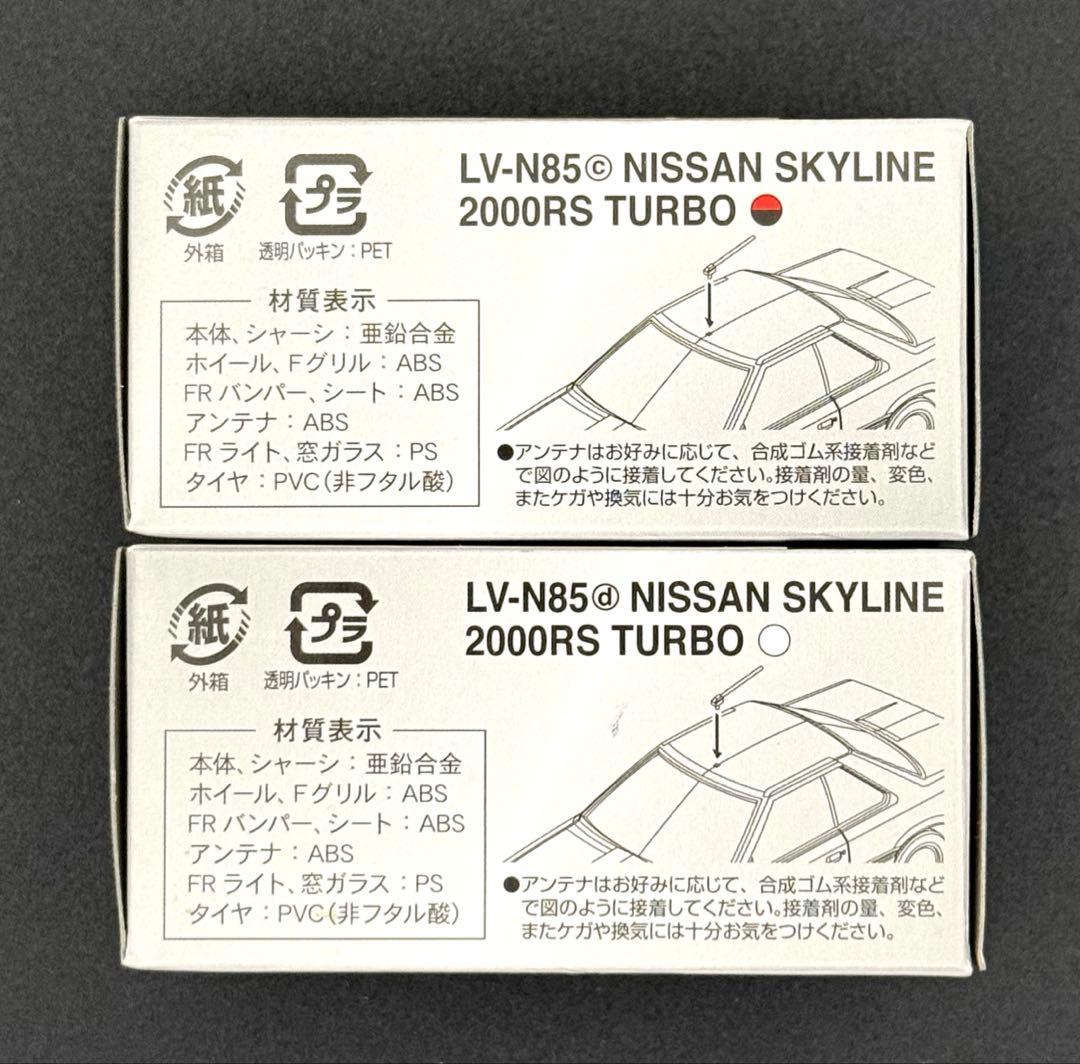 紙
外箱
プラ
透明パッキン：PET
LV-N85ⓒ NISSAN SKYLINE
2000RS TURBO
材質表示
本体、シャーシ：亜鉛合金
ホイール、Fグリル：ABS
FRバンパー、シート：ABS
アンテナ：ABS
FRライト、窓ガラス：PS
タイヤ：PVC（非フタル酸）
●アンテナはお好みに応じて、合成ゴム系接着剤など
で図のように接着してください。接着剤の量、変色、
またケガや換気には十分お気をつけください。
紙
外箱
プラ
透明パッキン：PET
LV-N85ⓓ NISSAN SKYLINE
2000RS TURBO
材質表示
本体、シャーシ：亜鉛合金
ホイール、Fグリル：ABS
FRバンパー、シート：ABS
アンテナ：ABS
FRライト、窓ガラス：PS
タイヤ：PVC（非フタル酸）
●アンテナはお好みに応じて、合成ゴム系接着剤など
で図のように接着してください。接着剤の量、変色、
またケガや換気には十分お気をつけください。